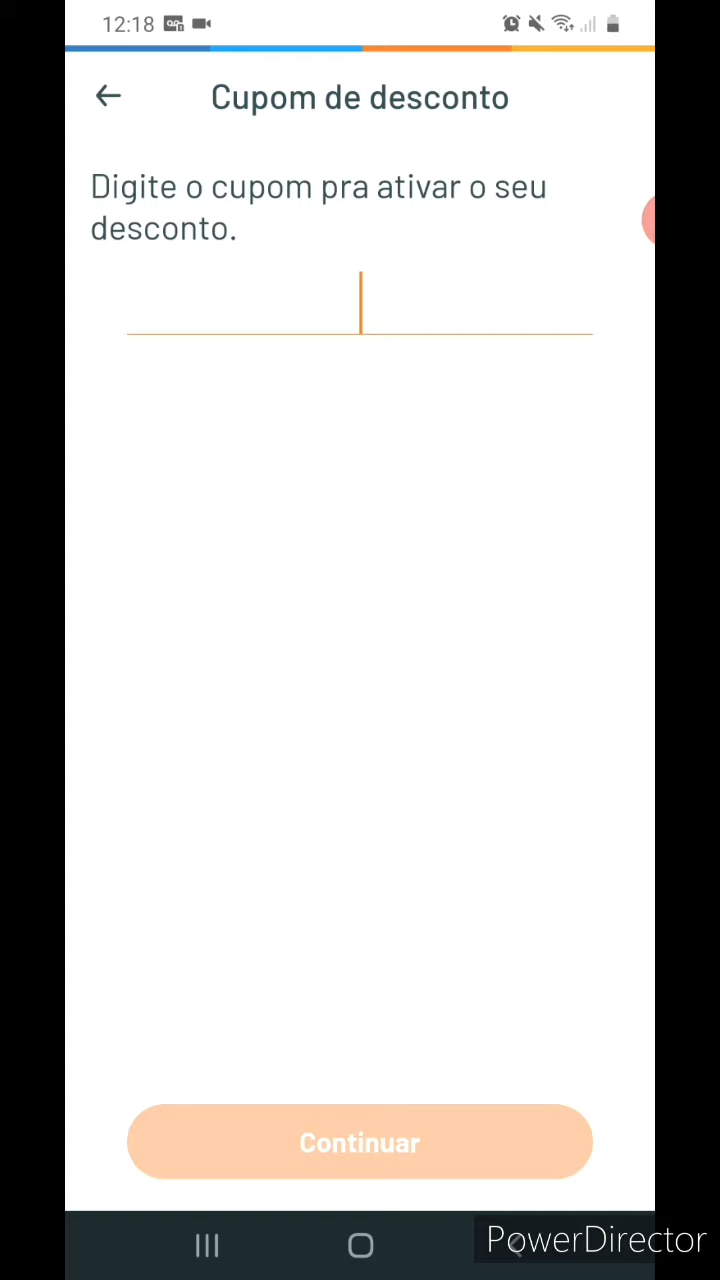 12:18
Cupom de desconto
Digite o cupom pra ativar o seu
desconto.
Continuar
PowerDirector